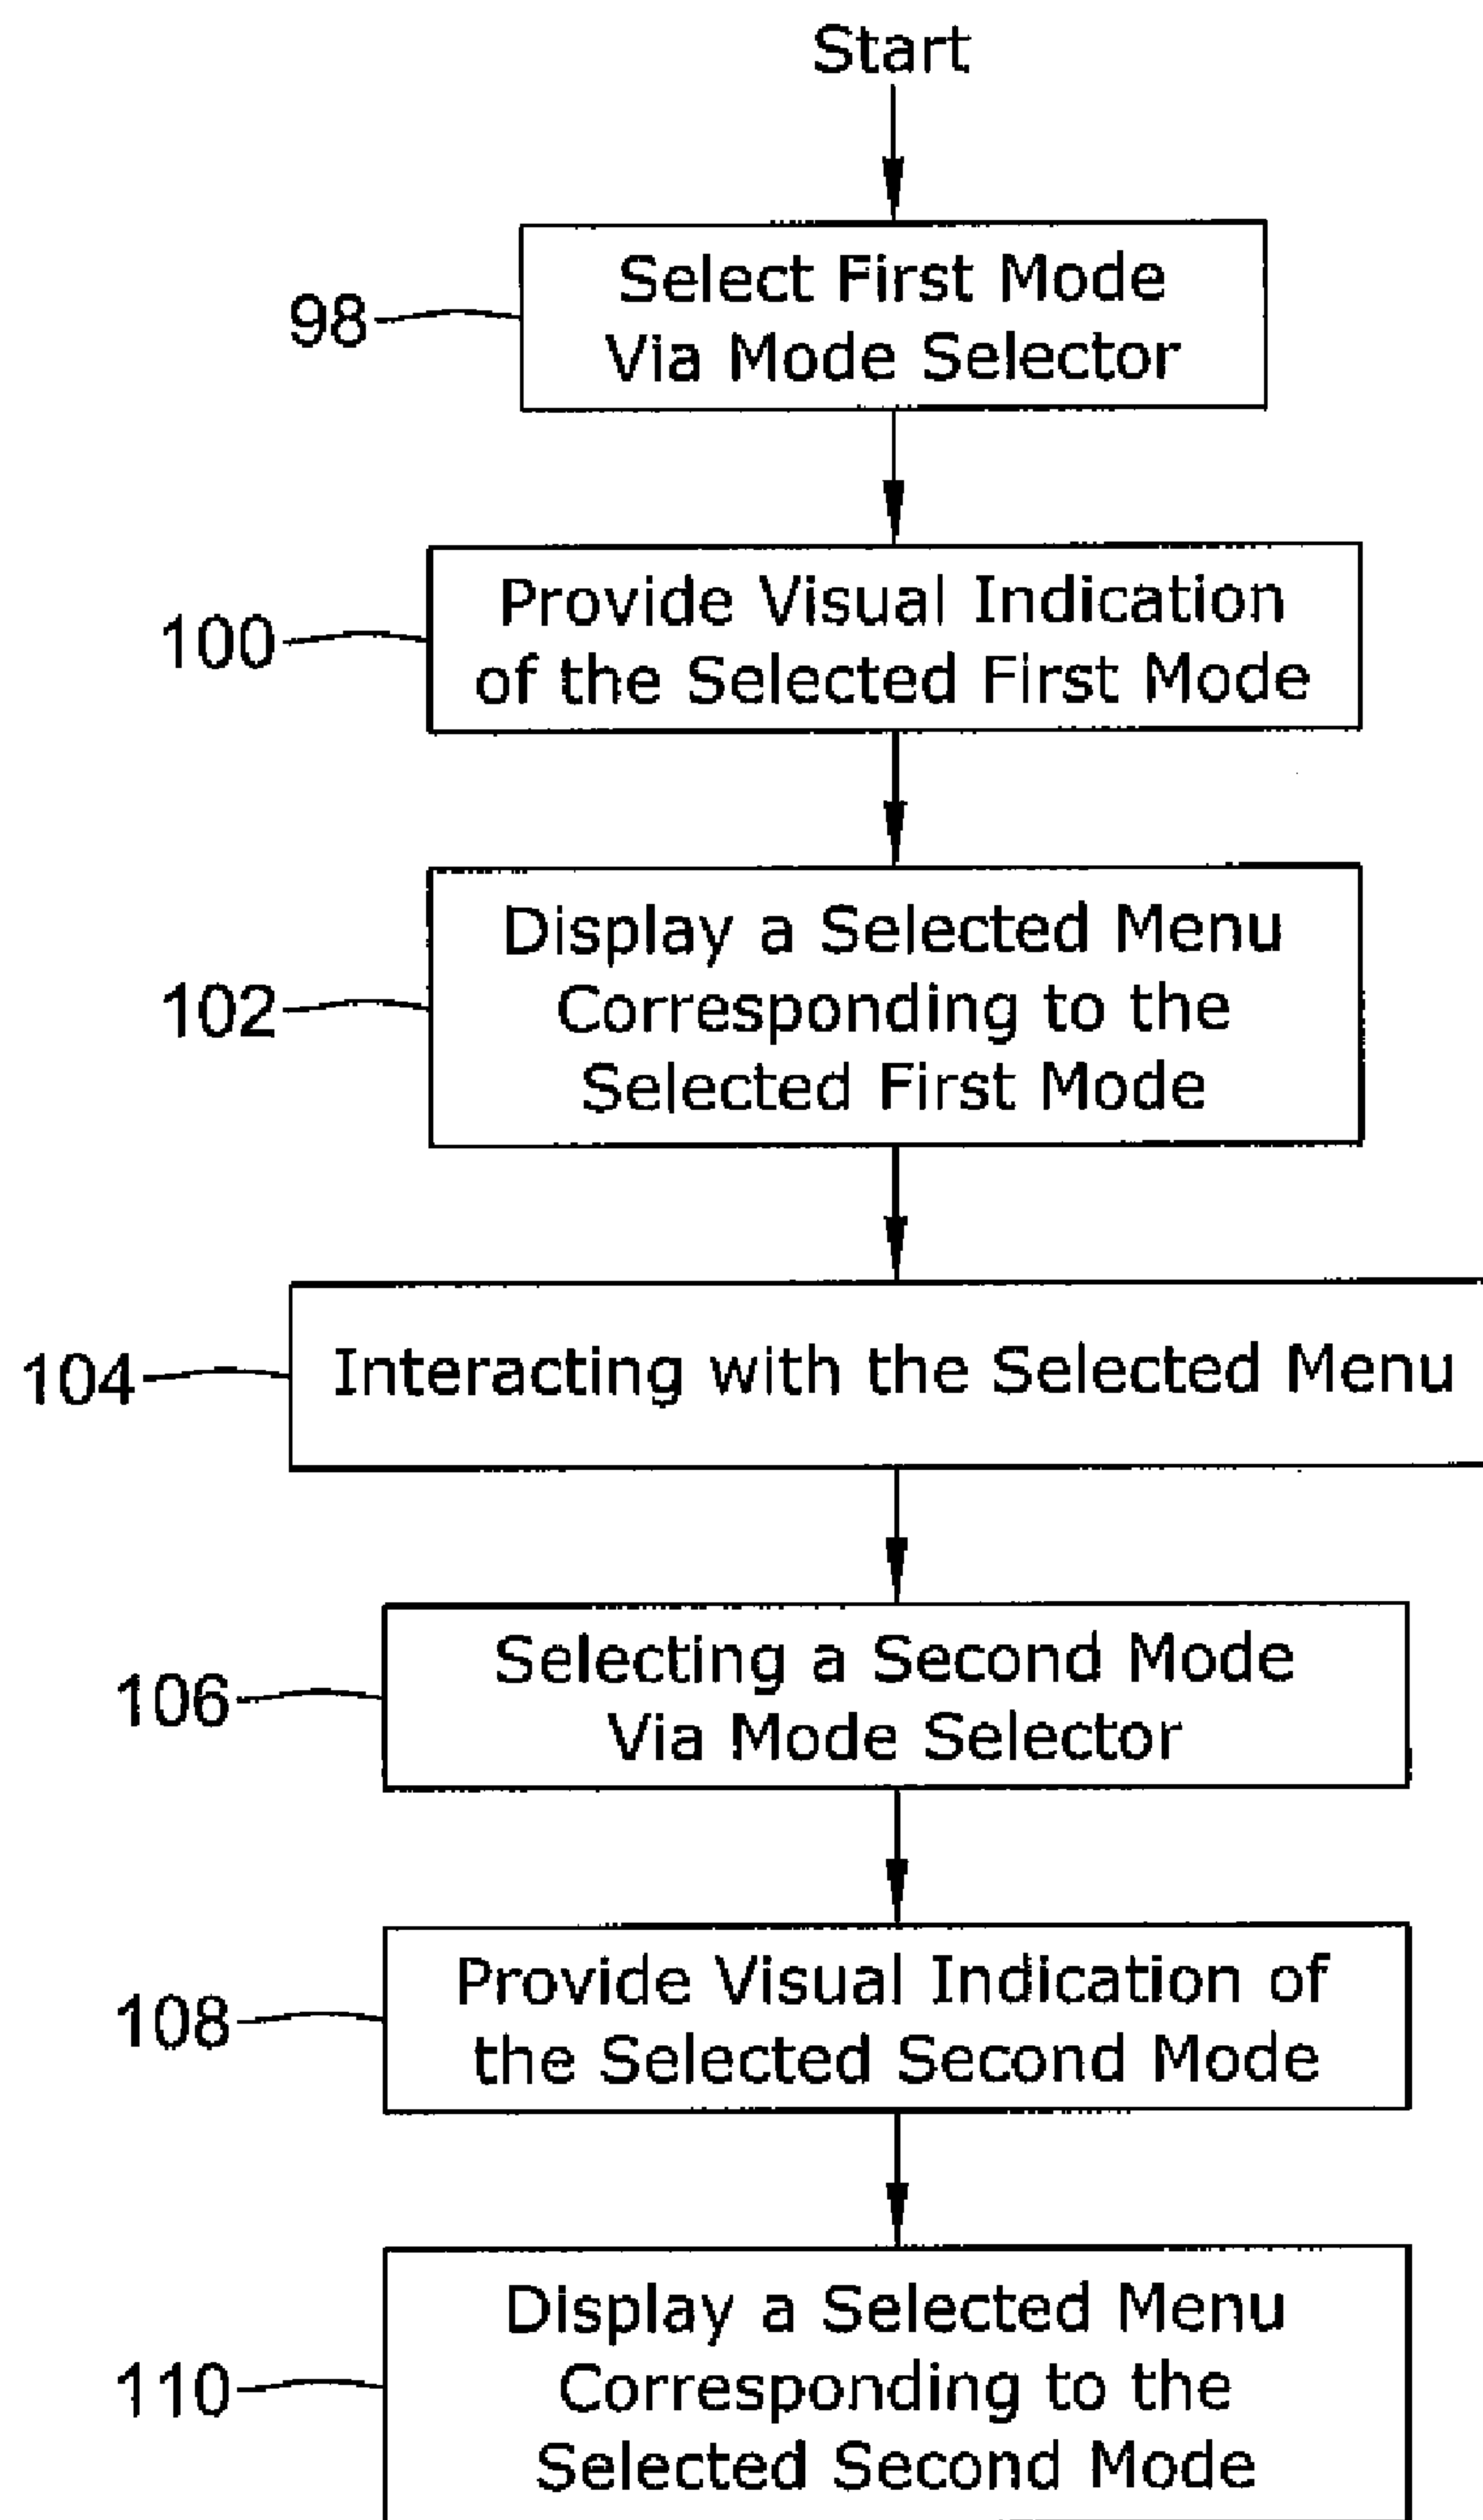 Start
98
Select First Mode
Via Mode Selector
100
Provide Visual Indication
of the Selected First Mode
102
Display a Selected Menu
Corresponding to the
Selected First Mode
104
Interacting with the Selected Menu
106
Selecting a Second Mode
Via Mode Selector
108
Provide Visual Indication of
the Selected Second Mode
110
Display a Selected Menu
Corresponding to the
Selected Second Mode